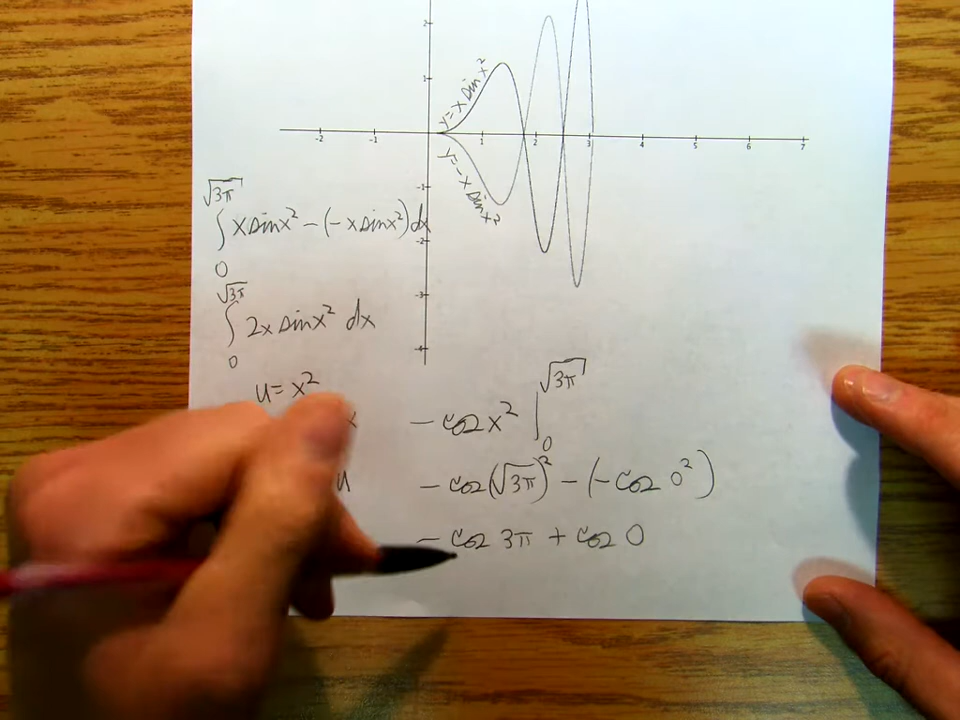 2
1
-2 -1 1 2 3 4 5 6 7
-1
-2
-3
-4
y = x sin x²
y = -x sin x²
√3π
∫ x sin x² - (-x sin x²) dx
0
√3π
∫ 2x sin x² dx
0
u = x²
x
u
- cos x² |
√3π
0
- cos (√3π)² - (- cos 0²)
- cos 3π + cos 0